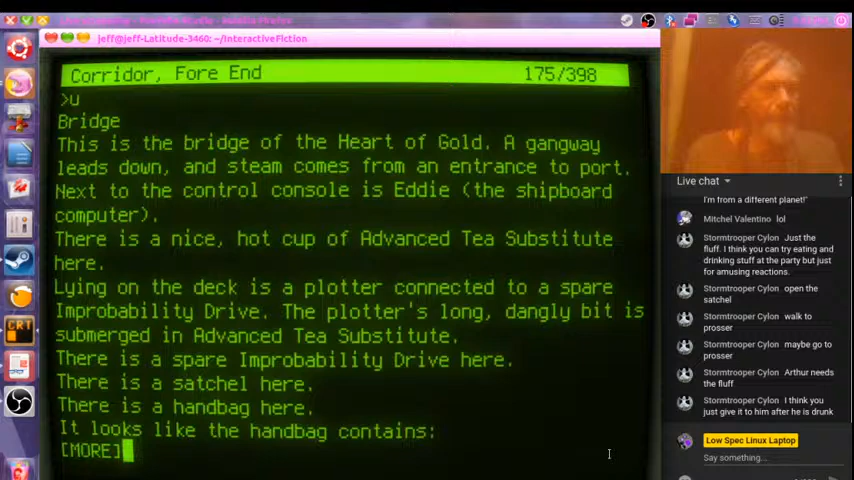 jeff@jeff-Latitude-3460: ~/InteractiveFiction
Corridor, Fore End 175/398
>u
Bridge
This is the bridge of the Heart of Gold. A gangway
leads down, and steam comes from an entrance to port.
Next to the control console is Eddie (the shipboard
computer).
There is a nice, hot cup of Advanced Tea Substitute
here.
Lying on the deck is a plotter connected to a spare
Improbability Drive. The plotter's long, dangly bit is
submerged in Advanced Tea Substitute.
There is a spare Improbability Drive here.
There is a satchel here.
There is a handbag here.
It looks like the handbag contains:
[MORE]
CRT
Live chat
I'm from a different planet!"
Mitchel Valentino lol
Stormtrooper Cylon Just the
fluff. I think you can try eating and
drinking stuff at the party but just
for amusing reactions.
Stormtrooper Cylon open the
satchel
Stormtrooper Cylon walk to
prosser
Stormtrooper Cylon maybe go to
prosser
Stormtrooper Cylon Arthur needs
the fluff
Stormtrooper Cylon I think you
just give it to him after he is drunk
Low Spec Linux Laptop
Say something...